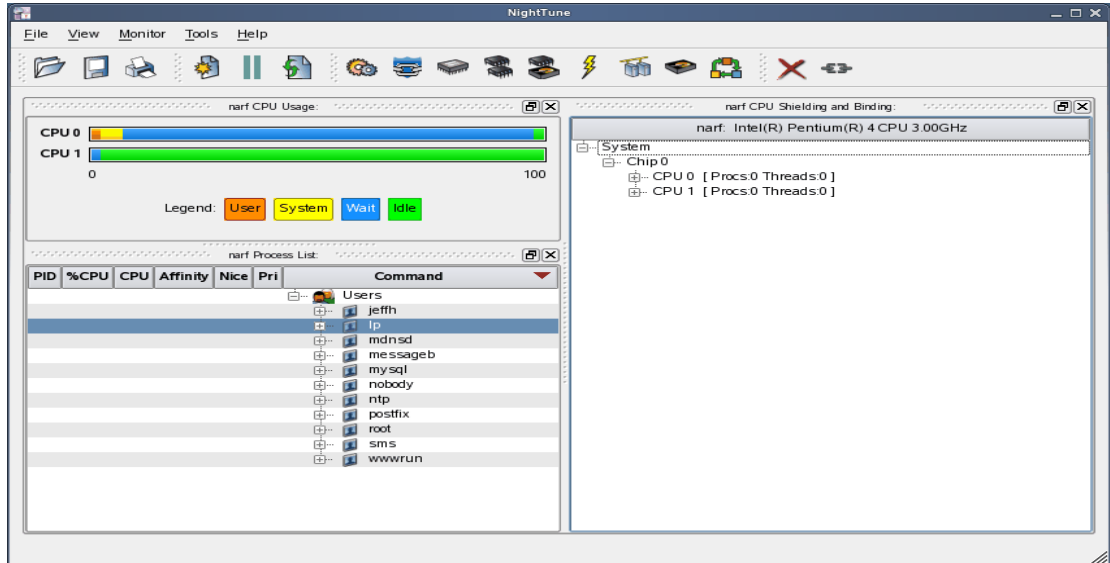 NightTune
File View Monitor Tools Help
narf CPU Usage:
CPU 0
CPU 1
0 100
Legend: User System Wait Idle
narf Process List:
PID %CPU CPU Affinity Nice Pri Command
Users
jeffh
lp
mdnsd
messageb
mysql
nobody
ntp
postfix
root
sms
wwwrun
narf CPU Shielding and Binding:
narf: Intel(R) Pentium(R) 4 CPU 3.00GHz
System
Chip 0
CPU 0 [ Procs:0 Threads:0 ]
CPU 1 [ Procs:0 Threads:0 ]